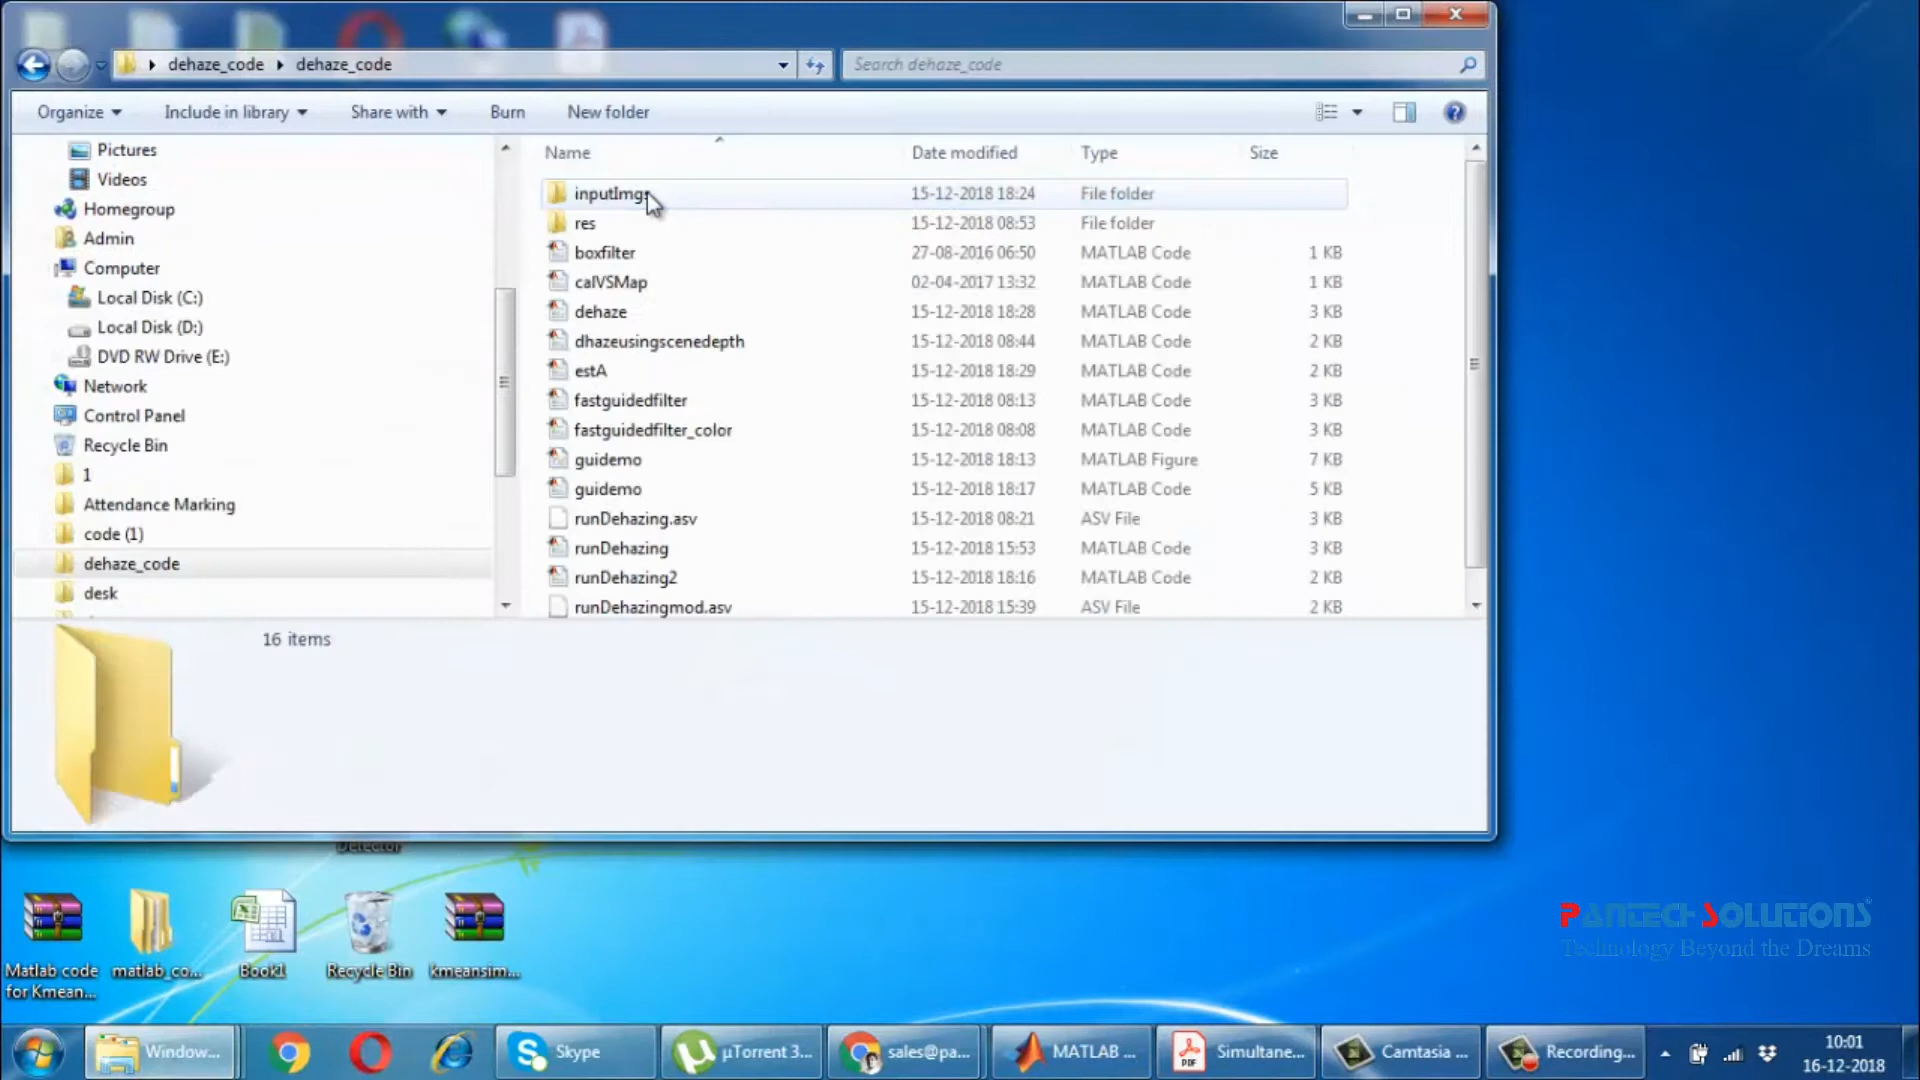 dehaze_code
dehaze_code
Search dehaze_code
Organize
Include in library
Share with
Burn
New folder
Pictures
Videos
Homegroup
Admin
Computer
Local Disk (C:)
Local Disk (D:)
DVD RW Drive (E:)
Network
Control Panel
Recycle Bin
1
Attendance Marking
code (1)
dehaze_code
desk
Name Date modified Type Size
inputImgs 15-12-2018 18:24 File folder
res 15-12-2018 08:53 File folder
boxfilter 27-08-2016 06:50 MATLAB Code 1 KB
calVSMap 02-04-2017 13:32 MATLAB Code 1 KB
dehaze 15-12-2018 18:28 MATLAB Code 3 KB
dhazeusingscenedepth 15-12-2018 08:44 MATLAB Code 2 KB
estA 15-12-2018 18:29 MATLAB Code 2 KB
fastguidedfilter 15-12-2018 08:13 MATLAB Code 3 KB
fastguidedfilter_color 15-12-2018 08:08 MATLAB Code 3 KB
guidemo 15-12-2018 18:13 MATLAB Figure 7 KB
guidemo 15-12-2018 18:17 MATLAB Code 5 KB
runDehazing.asv 15-12-2018 08:21 ASV File 3 KB
runDehazing 15-12-2018 15:53 MATLAB Code 3 KB
runDehazing2 15-12-2018 18:16 MATLAB Code 2 KB
runDehazingmod.asv 15-12-2018 15:39 ASV File 2 KB
16 items
Detector
Matlab code
for Kmean...
matlab_co...
Book1
Recycle Bin
kmeansim...
Pantech Solutions
Technology Beyond the Dreams
Window...
Skype
µTorrent 3...
sales@pa...
MATLAB ...
PDF
Simultane...
Camtasia ...
Recording...
10:01
16-12-2018